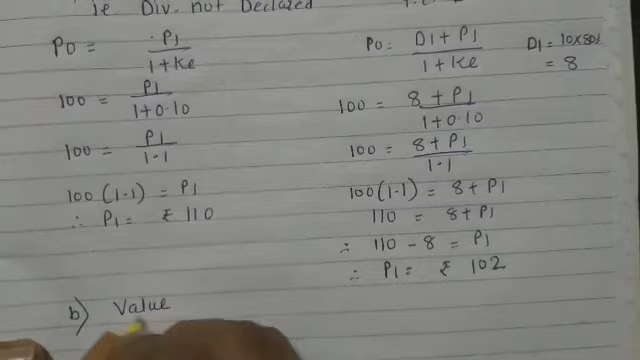 ie Div. not Declared
P0 = P1 / 1 + Ke
100 = P1 / 1+0.10
100 = P1 / 1.1
100 (1.1) = P1
∴ P1 = ₹ 110
P0 = D1 + P1 / 1 + Ke
D1 = 10×80%
= 8
100 = 8 + P1 / 1+0.10
100 = 8 + P1 / 1.1
100 (1.1) = 8 + P1
110 = 8 + P1
∴ 110 - 8 = P1
∴ P1 = ₹ 102
b) Value